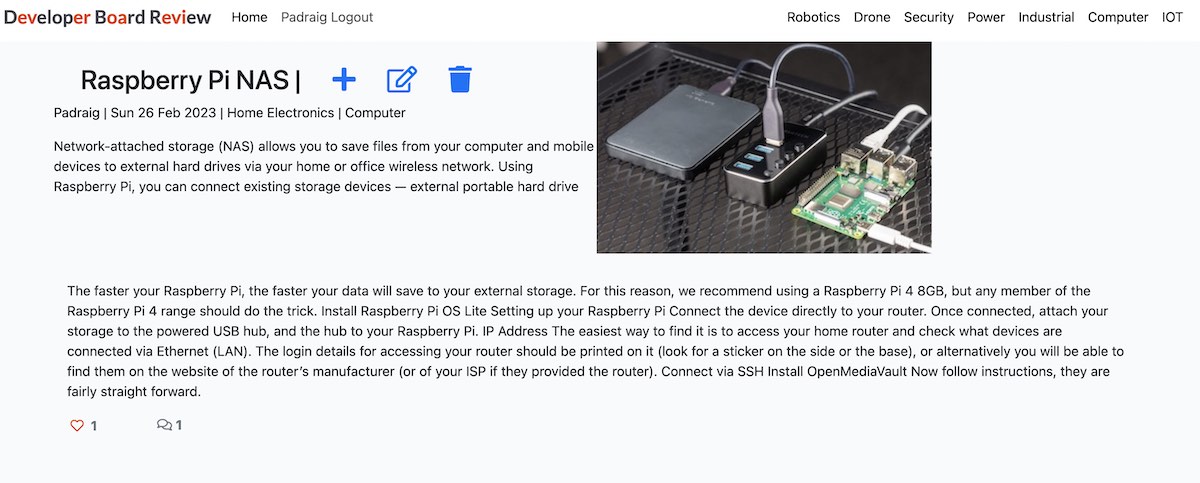 Developer Board Review Home Padraig Logout Robotics Drone Security Power Industrial Computer IOT
Raspberry Pi NAS |
Padraig | Sun 26 Feb 2023 | Home Electronics | Computer
Network-attached storage (NAS) allows you to save files from your computer and mobile
devices to external hard drives via your home or office wireless network. Using
Raspberry Pi, you can connect existing storage devices — external portable hard drive
The faster your Raspberry Pi, the faster your data will save to your external storage. For this reason, we recommend using a Raspberry Pi 4 8GB, but any member of the
Raspberry Pi 4 range should do the trick. Install Raspberry Pi OS Lite Setting up your Raspberry Pi Connect the device directly to your router. Once connected, attach your
storage to the powered USB hub, and the hub to your Raspberry Pi. IP Address The easiest way to find it is to access your home router and check what devices are
connected via Ethernet (LAN). The login details for accessing your router should be printed on it (look for a sticker on the side or the base), or alternatively you will be able to
find them on the website of the router’s manufacturer (or of your ISP if they provided the router). Connect via SSH Install OpenMediaVault Now follow instructions, they are
fairly straight forward.
1 1